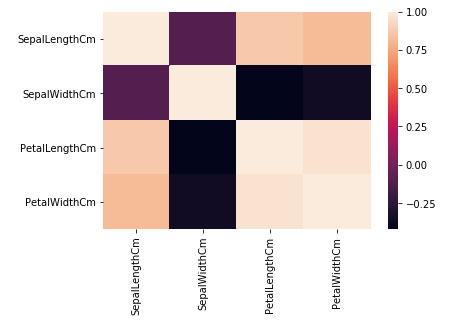 SepalLengthCm
SepalWidthCm
PetalLengthCm
PetalWidthCm
SepalLengthCm
SepalWidthCm
PetalLengthCm
PetalWidthCm
1.00
0.75
0.50
0.25
0.00
−0.25